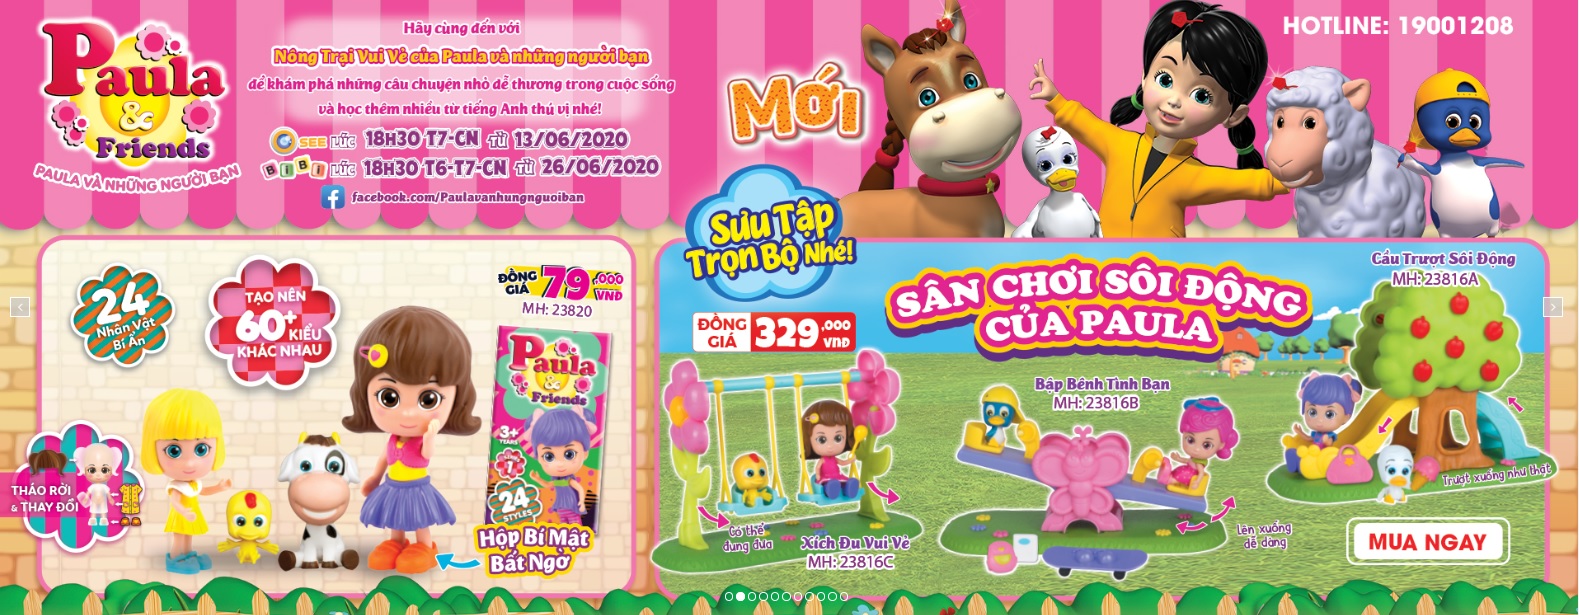 Paula
&
Friends
PAULA VÀ NHỮNG NGƯỜI BẠN
Hãy cùng đến với
Nông Trại Vui Vẻ của Paula và những người bạn
để khám phá những câu chuyện nhỏ dễ thương trong cuộc sống
và học thêm nhiều từ tiếng Anh thú vị nhé!
SEE LÚC 18H30 T7-CN TỪ 13/06/2020
BIBI LÚC 18H30 T6-T7-CN TỪ 26/06/2020
facebook.com/Paulavanhungnguoiban
MỚI
HOTLINE: 19001208
Sưu Tập
Trọn Bộ Nhé!
24
Nhân Vật
Bí Ẩn
TẠO NÊN
60+ KIỂU
KHÁC NHAU
ĐỒNG GIÁ 79.000 VNĐ
MH: 23820
THÁO RỜI
& THAY ĐỔI
Paula
&
Friends
3+
YEARS
24
STYLES
Hộp Bí Mật
Bất Ngờ
SÂN CHƠI SÔI ĐỘNG
CỦA PAULA
ĐỒNG GIÁ 329.000 VNĐ
Cầu Trượt Sôi Động
MH: 23816A
Bập Bênh Tình Bạn
MH: 23816B
Trượt xuống như thật
Có thể
đung đưa
Xích Đu Vui Vẻ
MH: 23816C
Lên xuống
dễ dàng
MUA NGAY